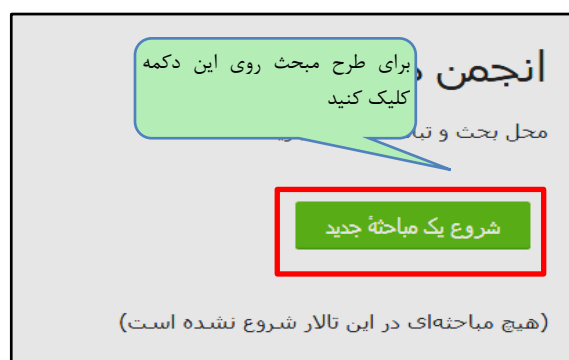 انجمن
برای طرح مبحث روی این دکمه
کلیک کنید
محل بحث و
شروع یک مباحثهٔ جدید
(هیچ مباحثه‌ای در این تالار شروع نشده است)